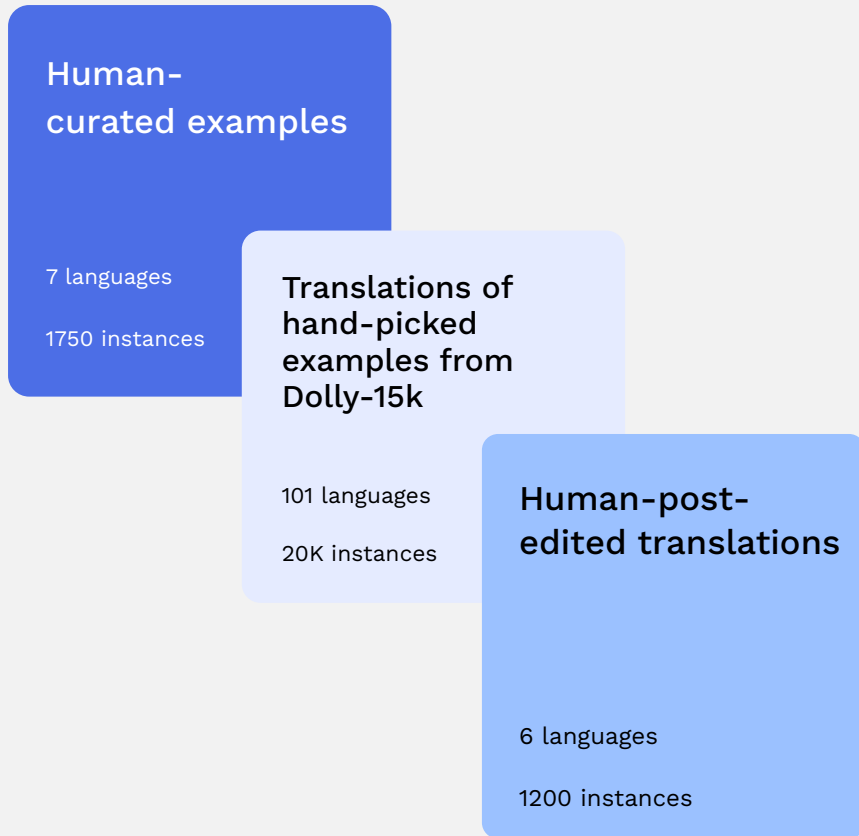 Human-
curated examples
7 languages
1750 instances
Translations of
hand-picked
examples from
Dolly-15k
101 languages
20K instances
Human-post-
edited translations
6 languages
1200 instances